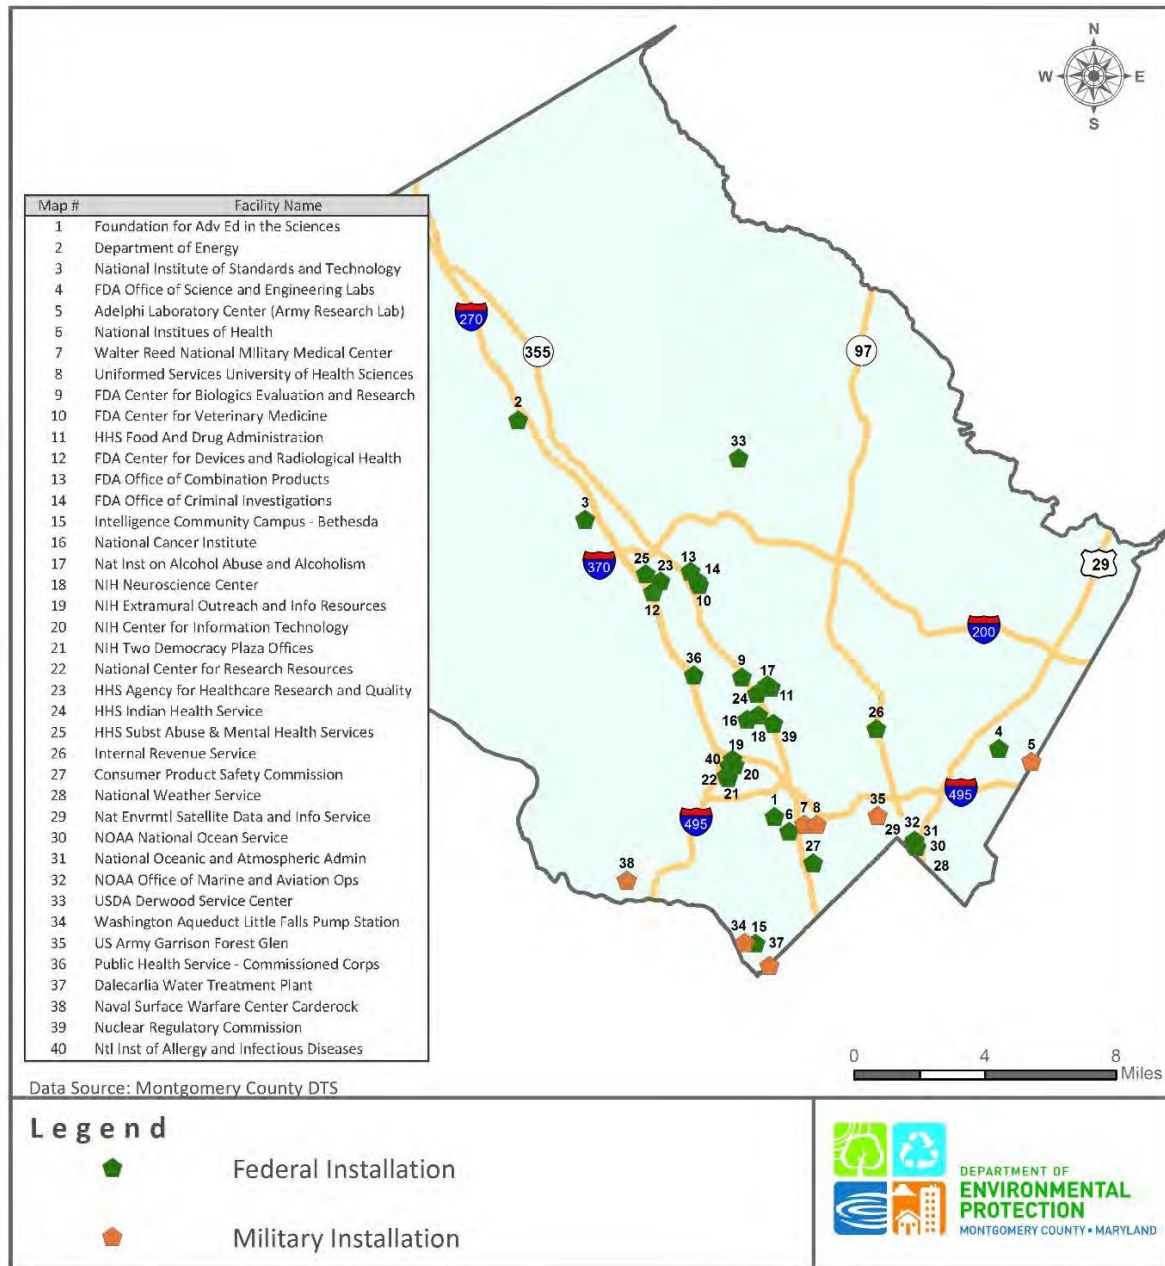 N
W E
S
Map # Facility Name
1 Foundation for Adv Ed in the Sciences
2 Department of Energy
3 National Institute of Standards and Technology
4 FDA Office of Science and Engineering Labs
5 Adelphi Laboratory Center (Army Research Lab)
6 National Institues of Health
7 Walter Reed National MIlitary Medical Center
8 Uniformed Services University of Health Sciences
9 FDA Center for Biologics Evaluation and Research
10 FDA Center for Veterinary Medicine
11 HHS Food And Drug Administration
12 FDA Center for Devices and Radiological Health
13 FDA Office of Combination Products
14 FDA Office of Criminal Investigations
15 Intelligence Community Campus - Bethesda
16 National Cancer Institute
17 Nat Inst on Alcohol Abuse and Alcoholism
18 NIH Neuroscience Center
19 NIH Extramural Outreach and Info Resources
20 NIH Center for Information Technology
21 NIH Two Democracy Plaza Offices
22 National Center for Research Resources
23 HHS Agency for Healthcare Research and Quality
24 HHS Indian Health Service
25 HHS Subst Abuse & Mental Health Services
26 Internal Revenue Service
27 Consumer Product Safety Commission
28 National Weather Service
29 Nat Envrmtl Satellite Data and Info Service
30 NOAA National Ocean Service
31 National Oceanic and Atmospheric Admin
32 NOAA Office of Marine and Aviation Ops
33 USDA Derwood Service Center
34 Washington Aqueduct Little Falls Pump Station
35 US Army Garrison Forest Glen
36 Public Health Service - Commissioned Corps
37 Dalecarlia Water Treatment Plant
38 Naval Surface Warfare Center Carderock
39 Nuclear Regulatory Commission
40 Ntl Inst of Allergy and Infectious Diseases
270
355
97
2
33
3
370
25
23
12
13
14
10
29
200
36
9
17
24
11
16
18
39
26
4
5
19
40
20
22
21
495
495
1
6
7
8
35
27
29
32
31
30
28
38
34
15
37
0 4 8
Miles
Data Source: Montgomery County DTS
Legend
Federal Installation
Military Installation
DEPARTMENT OF
ENVIRONMENTAL
PROTECTION
MONTGOMERY COUNTY • MARYLAND